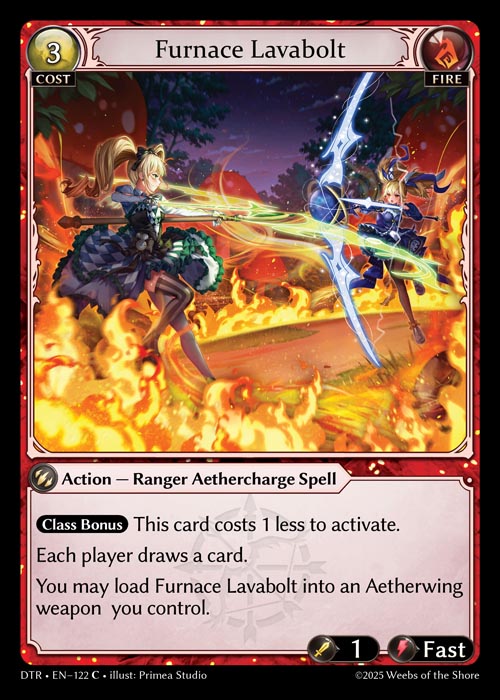 3
Furnace Lavabolt
COST
FIRE
Action — Ranger Aethercharge Spell
Class Bonus This card costs 1 less to activate.
Each player draws a card.
You may load Furnace Lavabolt into an Aetherwing
weapon you control.
1
Fast
DTR • EN–122 C • illust: Primea Studio
©2025 Weebs of the Shore